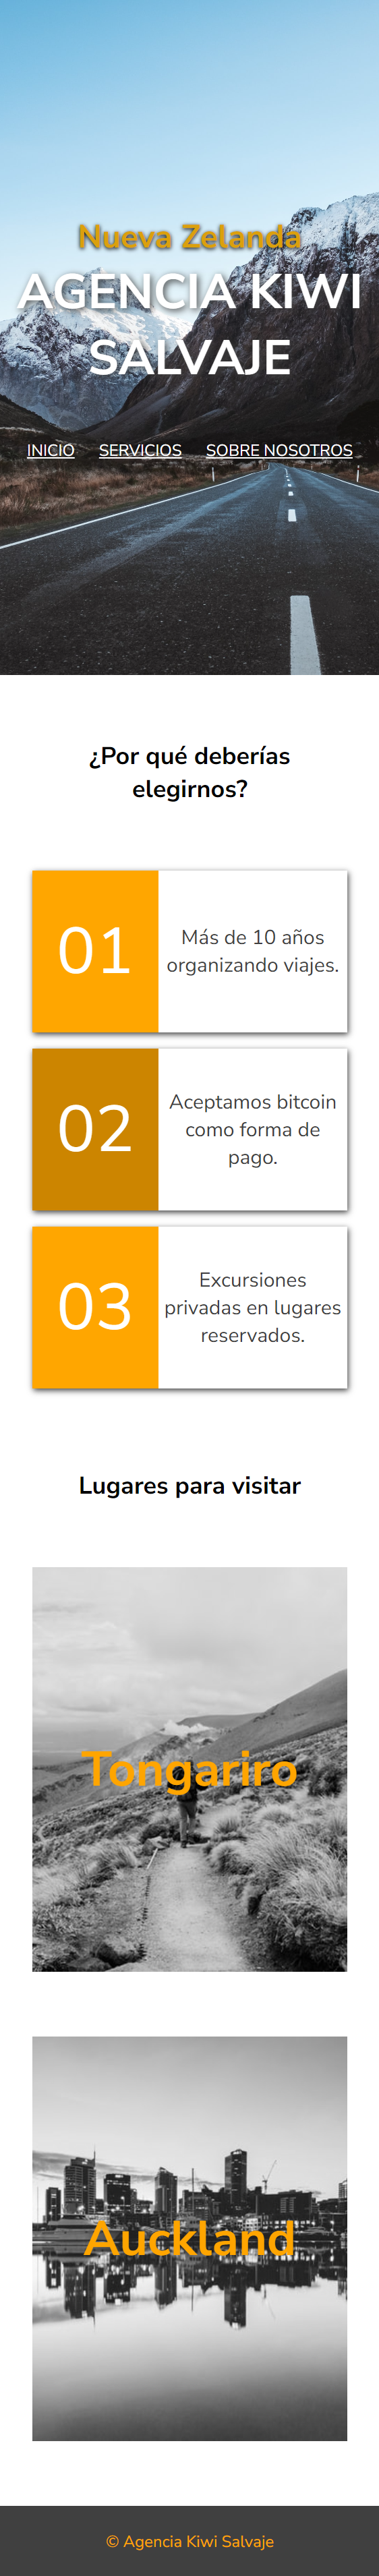 Nueva Zelanda
AGENCIA KIWI
SALVAJE
INICIO SERVICIOS SOBRE NOSOTROS
¿Por qué deberías
elegirnos?
01
Más de 10 años
organizando viajes.
02
Aceptamos bitcoin
como forma de
pago.
03
Excursiones
privadas en lugares
reservados.
Lugares para visitar
Tongariro
Auckland
© Agencia Kiwi Salvaje